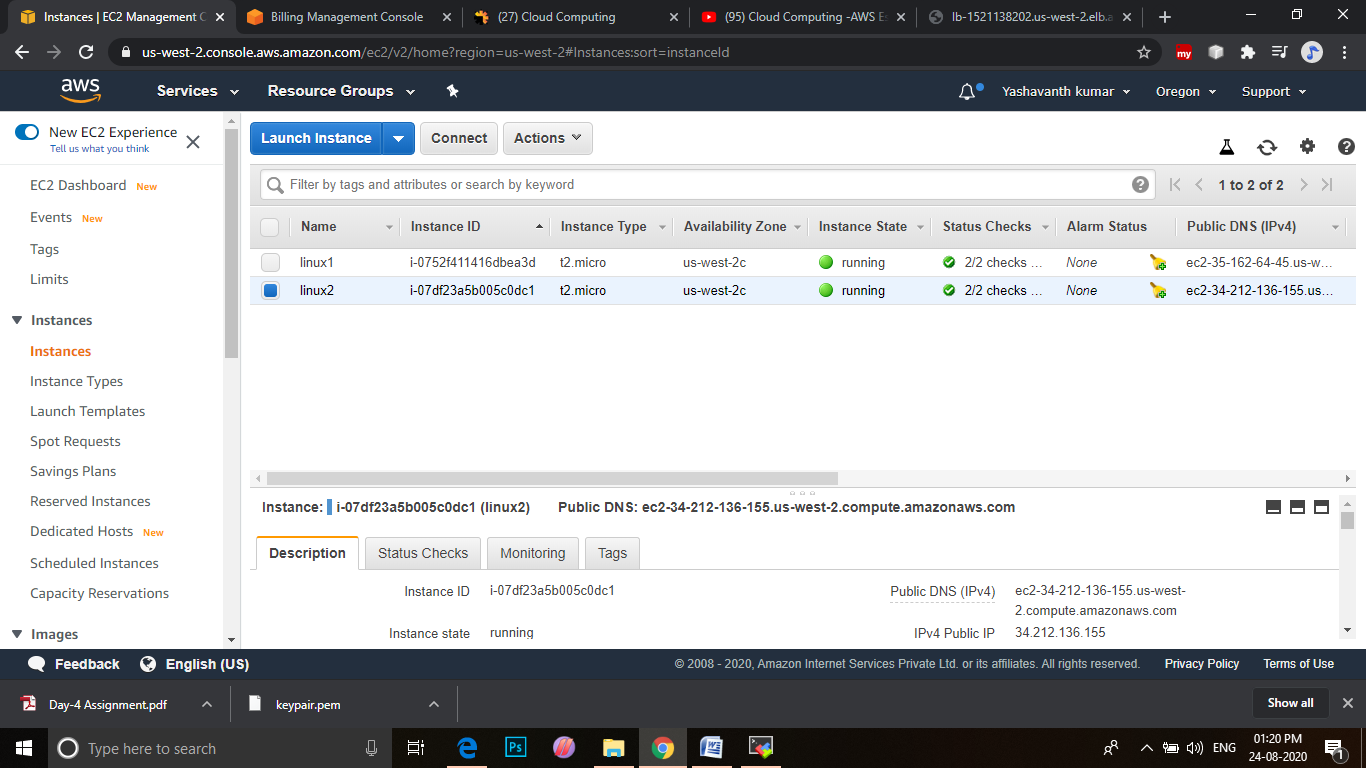 Instances | EC2 Management C
Billing Management Console
(27) Cloud Computing
(95) Cloud Computing -AWS Es
lb-1521138202.us-west-2.elb.a
us-west-2.console.aws.amazon.com/ec2/v2/home?region=us-west-2#Instances:sort=instanceId
my
aws
Services
Resource Groups
Yashavanth kumar
Oregon
Support
New EC2 Experience
Tell us what you think
EC2 Dashboard New
Events New
Tags
Limits
Instances
Instances
Instance Types
Launch Templates
Spot Requests
Savings Plans
Reserved Instances
Dedicated Hosts New
Scheduled Instances
Capacity Reservations
Images
Launch Instance
Connect
Actions
Filter by tags and attributes or search by keyword
1 to 2 of 2
Name Instance ID Instance Type Availability Zone Instance State Status Checks Alarm Status Public DNS (IPv4)
linux1 i-0752f411416dbea3d t2.micro us-west-2c running 2/2 checks ... None ec2-35-162-64-45.us-w...
linux2 i-07df23a5b005c0dc1 t2.micro us-west-2c running 2/2 checks ... None ec2-34-212-136-155.us...
Instance: i-07df23a5b005c0dc1 (linux2) Public DNS: ec2-34-212-136-155.us-west-2.compute.amazonaws.com
Description
Status Checks
Monitoring
Tags
Instance ID i-07df23a5b005c0dc1
Public DNS (IPv4) ec2-34-212-136-155.us-west-
2.compute.amazonaws.com
Instance state running
IPv4 Public IP 34.212.136.155
Feedback
English (US)
© 2008 - 2020, Amazon Internet Services Private Ltd. or its affiliates. All rights reserved.
Privacy Policy
Terms of Use
Day-4 Assignment.pdf
keypair.pem
Show all
Type here to search
Ps
ENG
01:20 PM
24-08-2020
1